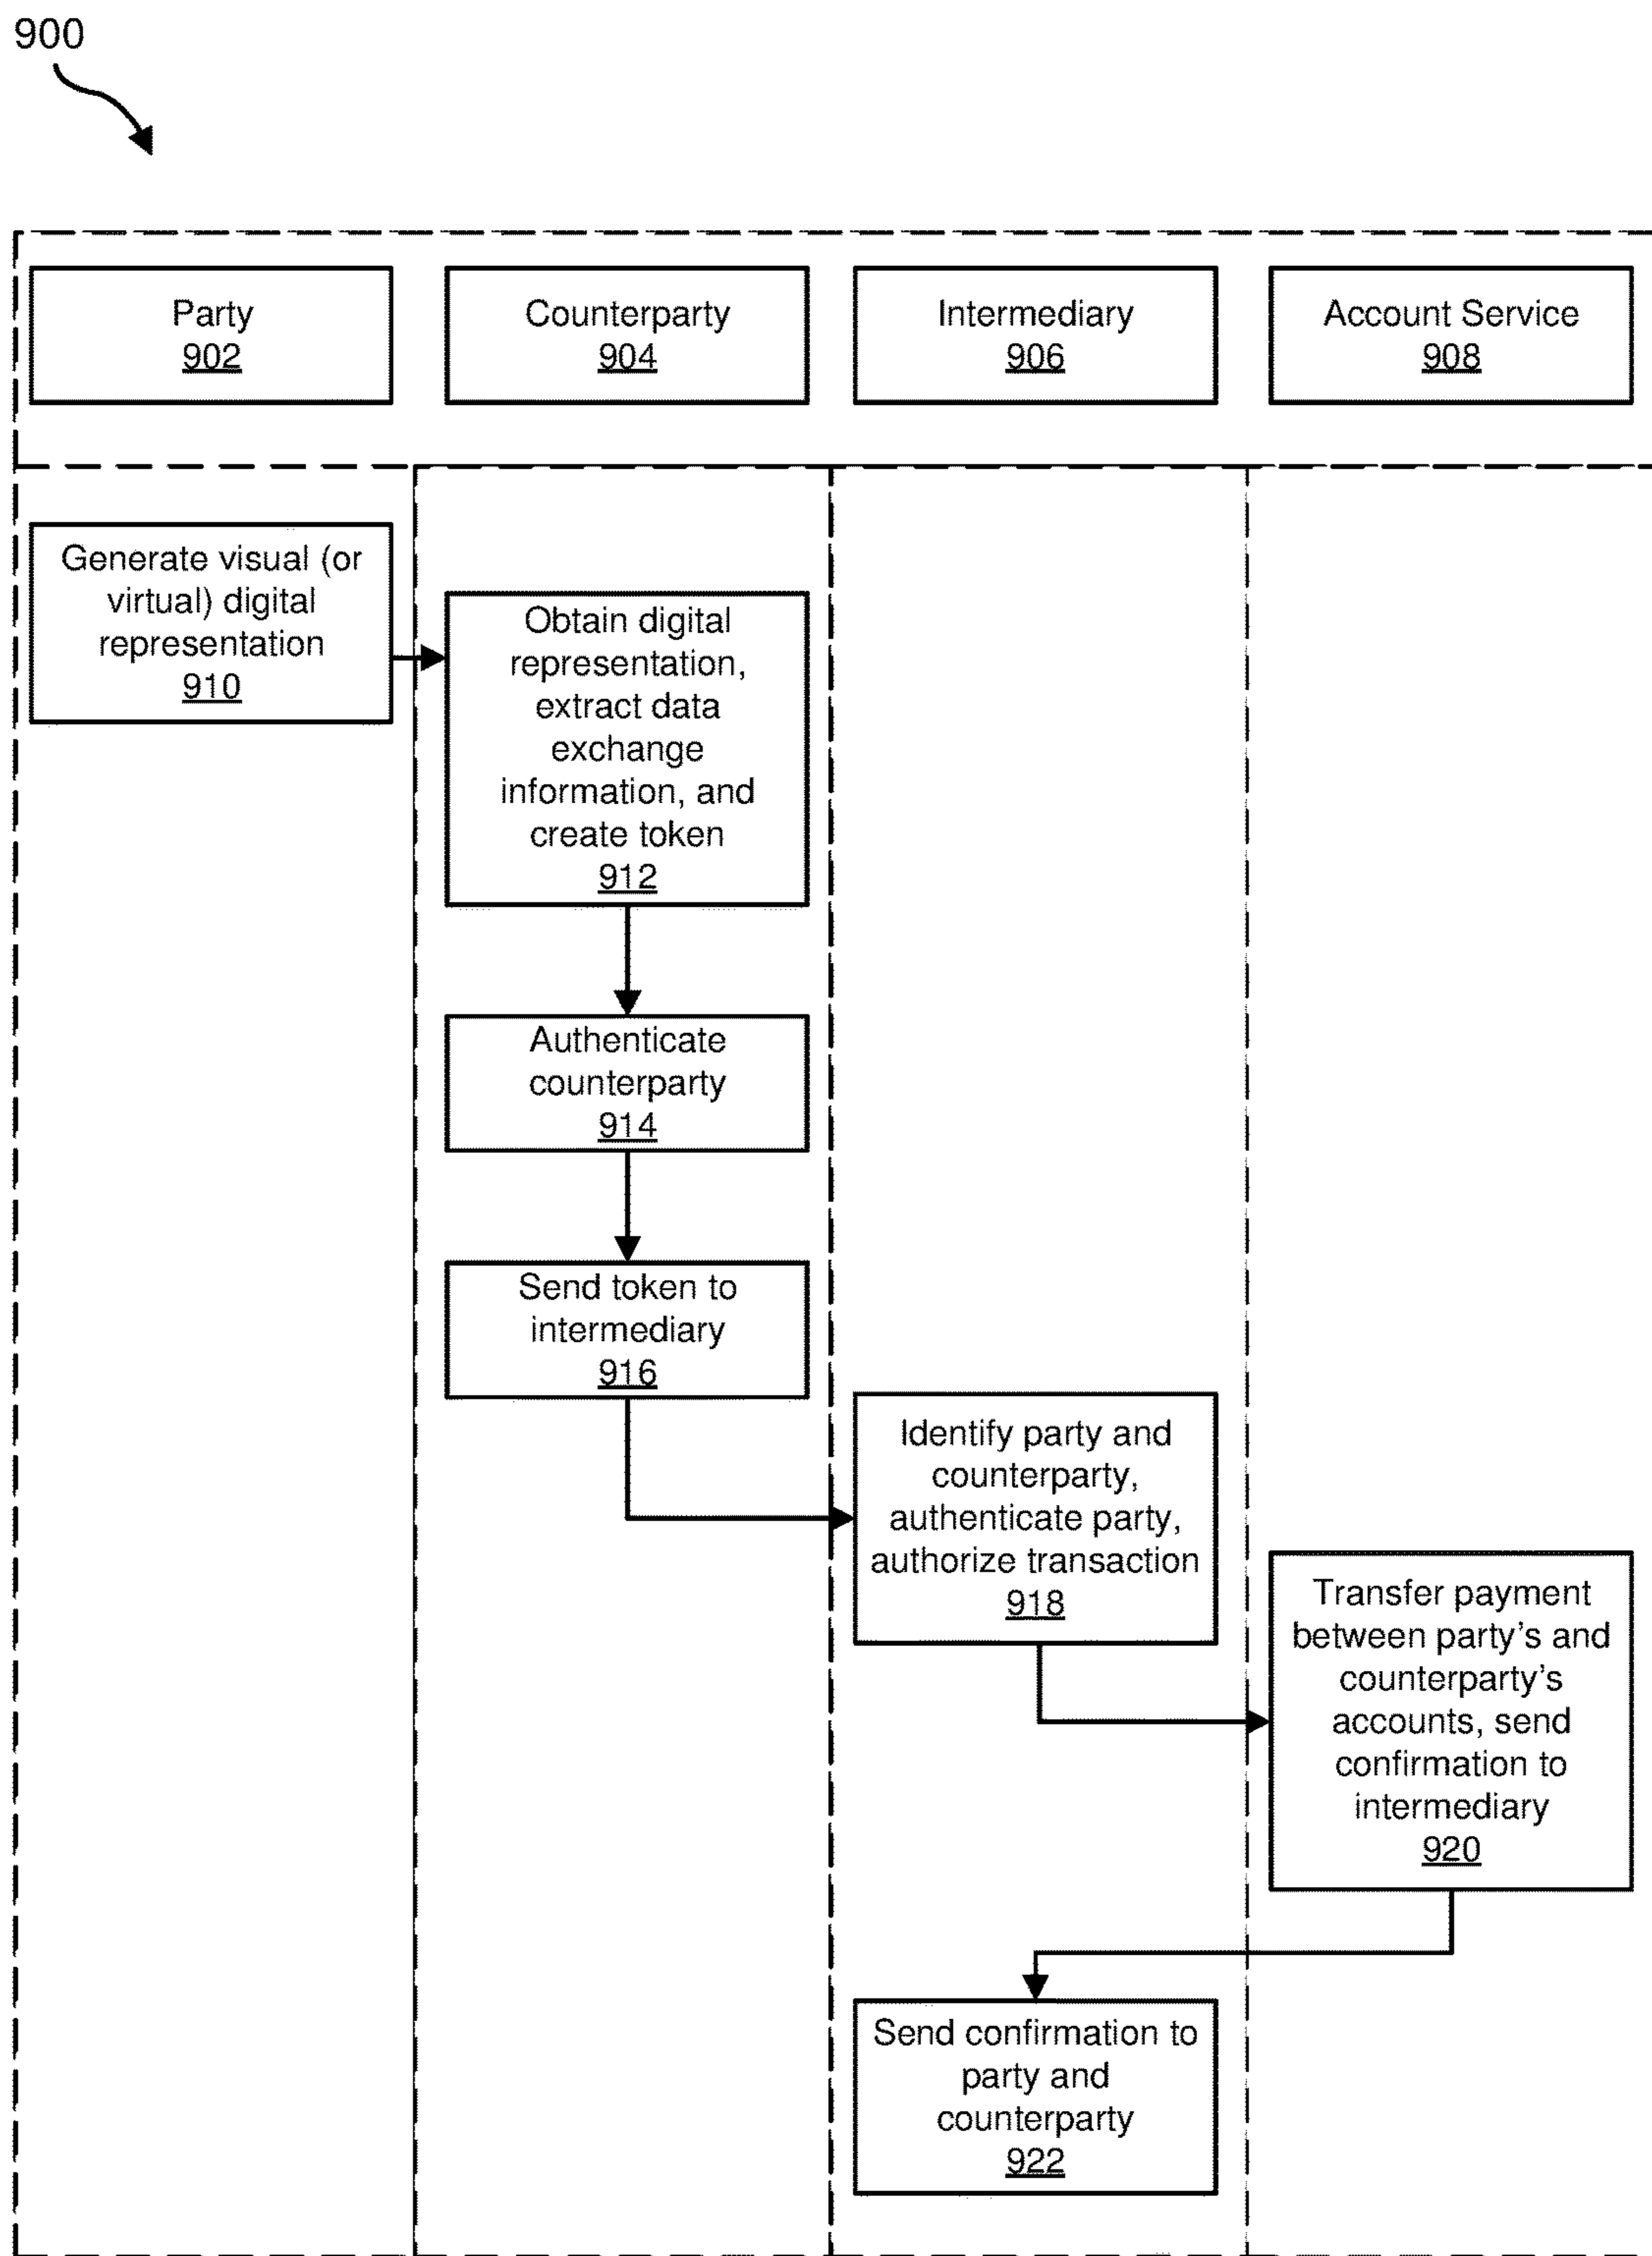 900
Party
902
Counterparty
904
Intermediary
906
Account Service
908
Generate visual (or
virtual) digital
representation
910
Obtain digital
representation,
extract data
exchange
information, and
create token
912
Authenticate
counterparty
914
Send token to
intermediary
916
Identify party and
counterparty,
authenticate party,
authorize transaction
918
Transfer payment
between party's and
counterparty's
accounts, send
confirmation to
intermediary
920
Send confirmation to
party and
counterparty
922